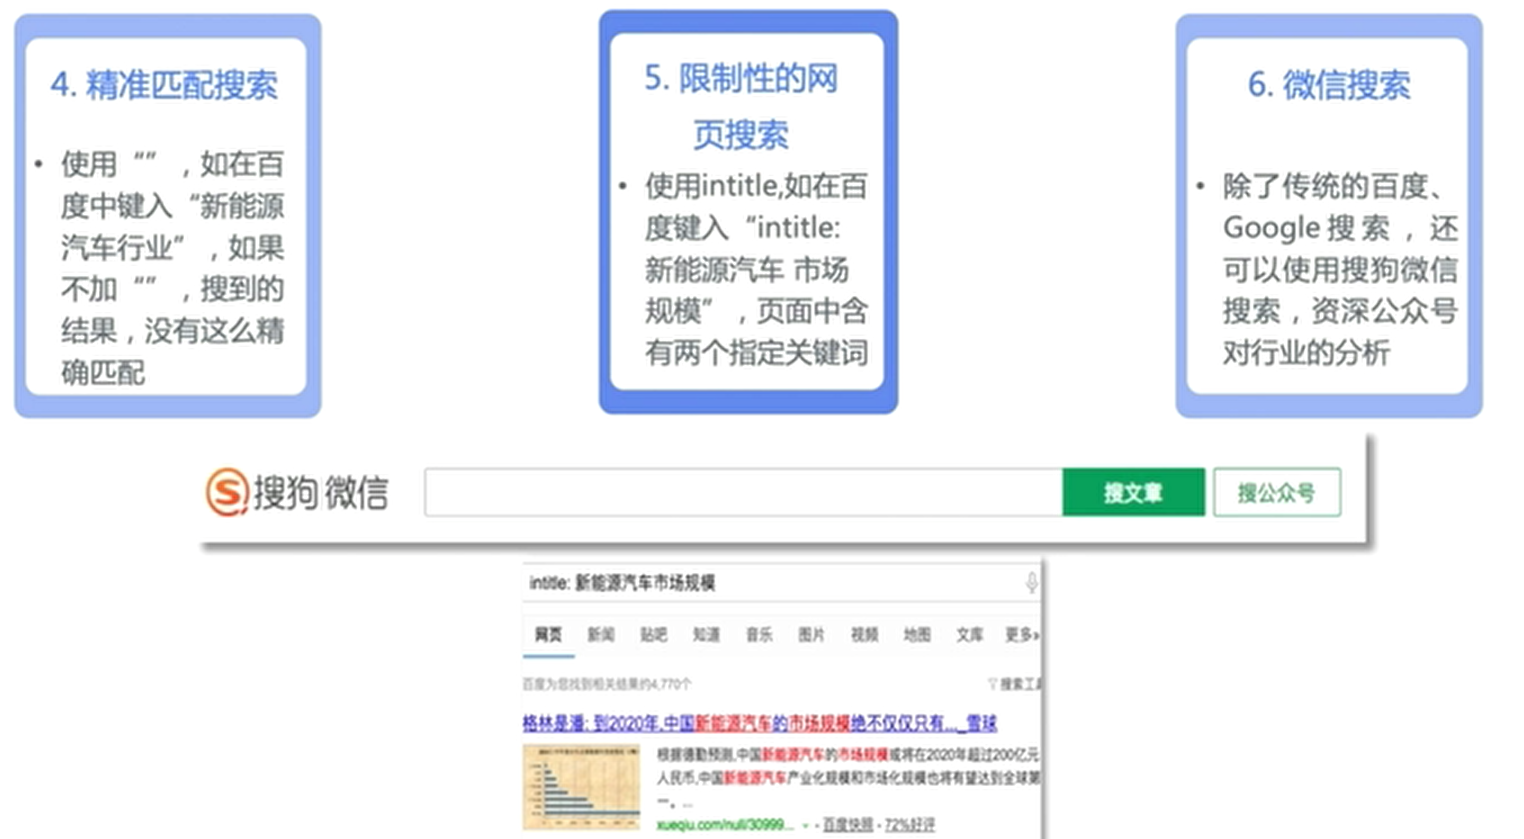 4. 精准匹配搜索
• 使用“”，如在百
度中键入“新能源
汽车行业”，如果
不加“”，搜到的
结果，没有这么精
确匹配
5. 限制性的网
页搜索
• 使用intitle,如在百
度键入“intitle:
新能源汽车 市场
规模”，页面中含
有两个指定关键词
6. 微信搜索
• 除了传统的百度、
Google搜索，还
可以使用搜狗微信
搜索，资深公众号
对行业的分析
搜狗 微信 搜文章 搜公众号
intitle: 新能源汽车市场规模
网页 新闻 贴吧 知道 音乐 图片 视频 地图 文库 更多»
百度为您找到相关结果约4,770个 搜索工具
格林是潘: 到2020年,中国新能源汽车的市场规模绝不仅仅只有..._雪球
根据德勤预测,中国新能源汽车的市场规模或将在2020年超过200亿元
人民币,中国新能源汽车产业化规模和市场化规模也将有望达到全球第
一。...
xueqiu.com/null/30999... - 百度快照 - 72%好评